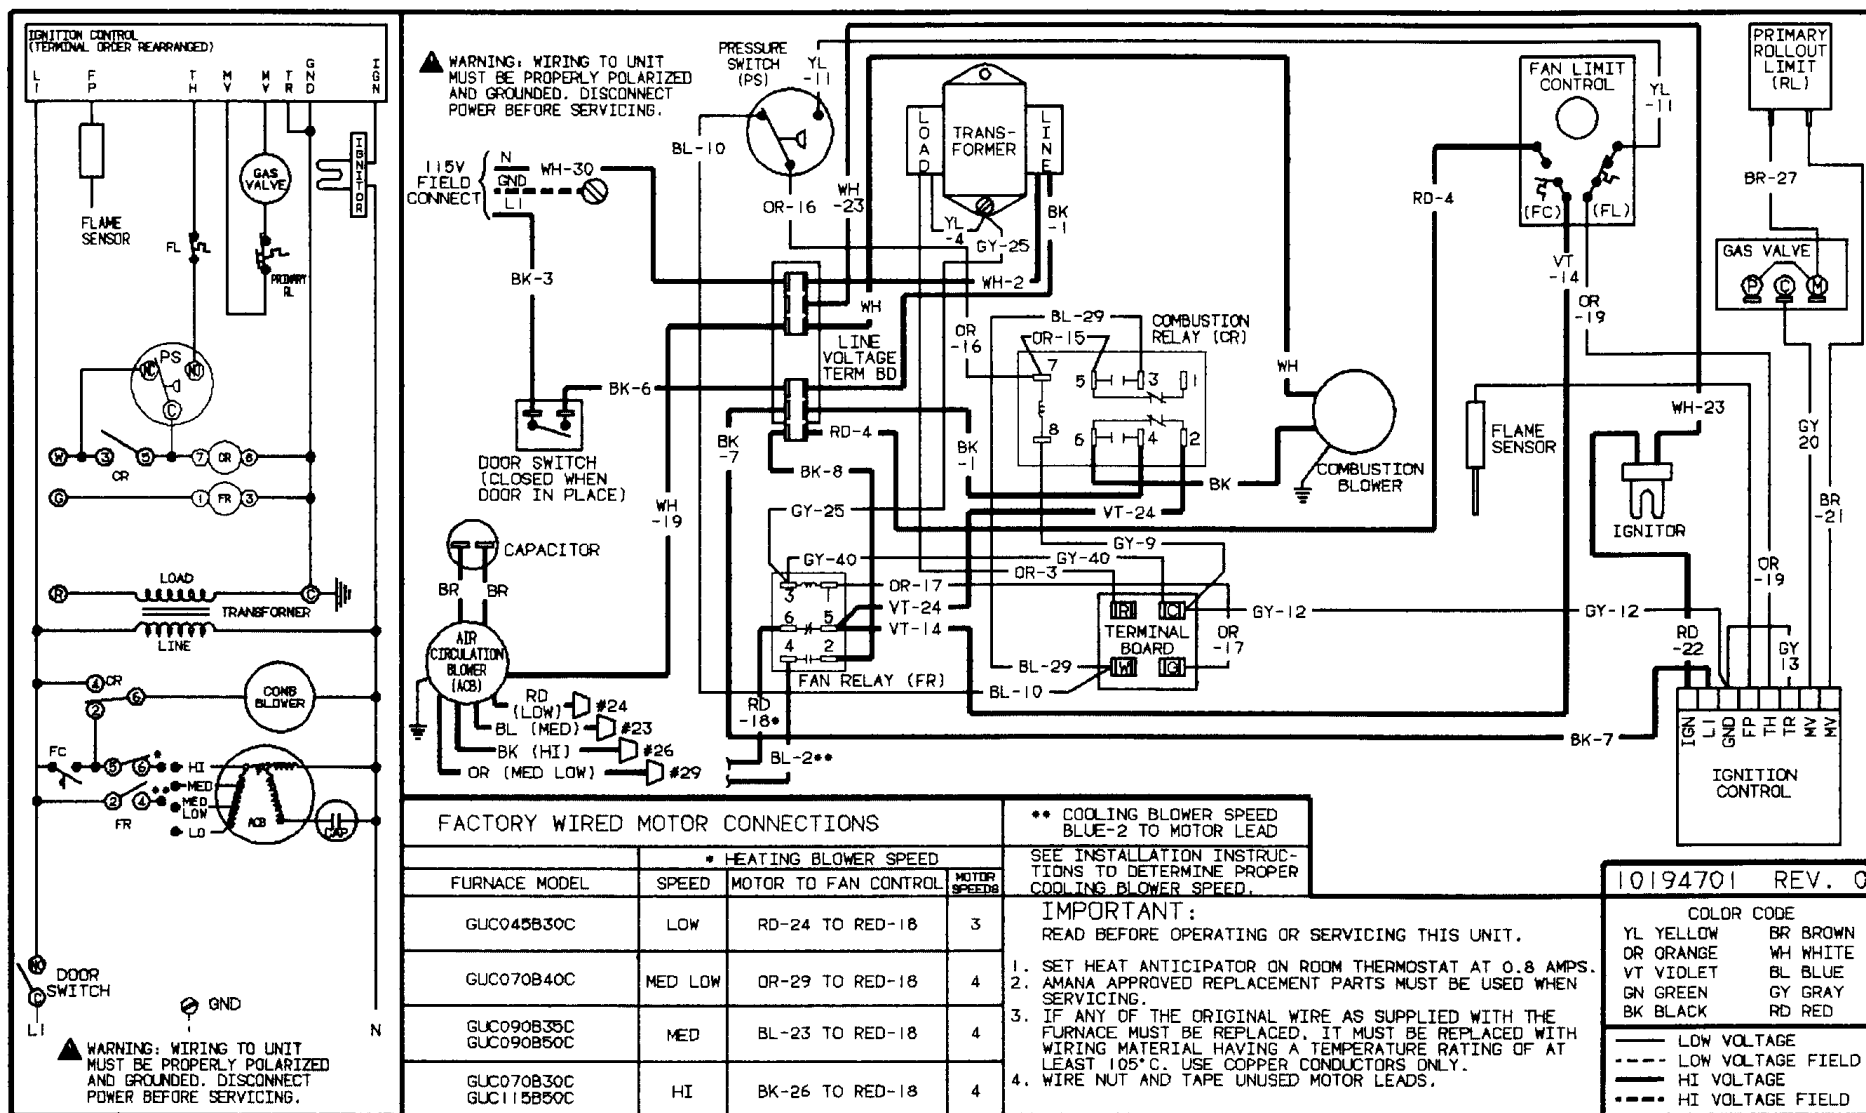 IGNITION CONTROL
(TERMINAL ORDER REARRANGED)
LI
FP
TH
MV
MV
TR
GND
IGN
FLAME
SENSOR
GAS
VALVE
IGNITOR
FL
PRIMARY
RL
PS
NC
NO
C
W
3
5
7
CR
8
CR
G
1
FR
3
R
LOAD
C
TRANSFORMER
LINE
4
CR
6
2
COMB
BLOWER
FC
5
6
*
HI
2
4
**
MED
MED
LOW
LO
FR
ACB
CAP
NO
C
DOOR
SWITCH
GND
LI
N
WARNING: WIRING TO UNIT
MUST BE PROPERLY POLARIZED
AND GROUNDED. DISCONNECT
POWER BEFORE SERVICING.
WARNING: WIRING TO UNIT
MUST BE PROPERLY POLARIZED
AND GROUNDED. DISCONNECT
POWER BEFORE SERVICING.
PRESSURE
SWITCH
(PS)
YL
-11
BL-10
115V
FIELD
CONNECT
N
GND
LI
WH-30
OR-16
WH
-23
LOAD
TRANS-
FORMER
LINE
YL
-4
GY-25
BK
-1
BK-3
WH-2
WH
LINE
VOLTAGE
TERM BD
OR
-16
BK-6
DOOR SWITCH
(CLOSED WHEN
DOOR IN PLACE)
BK
-7
RD-4
BK-8
BK
-1
WH
-19
GY-25
BL-29
OR-15
COMBUSTION
RELAY (CR)
7
5
3
1
8
6
4
2
BK
VT-24
WH
COMBUSTION
BLOWER
CAPACITOR
BR
BR
AIR
CIRCULATION
BLOWER
(ACB)
RD
(LOW)
#24
BL (MED)
#23
BK (HI)
#26
OR (MED LOW)
#29
GY-40
3
1
6
5
4
2
FAN RELAY (FR)
RD
-18*
BL-2**
OR-17
VT-24
VT-14
GY-9
GY-40
OR-3
R
C
TERMINAL
BOARD
W
G
OR
-17
BL-29
BL-10
GY-12
GY-12
RD-4
FAN LIMIT
CONTROL
(FC)
(FL)
YL
-11
VT
-14
OR
-19
PRIMARY
ROLLOUT
LIMIT
(RL)
BR-27
GAS VALVE
P
C
M
FLAME
SENSOR
WH-23
GY
20
IGNITOR
BR
-21
OR
-19
RD
-22
GY
13
BK-7
IGN
LI
GND
FP
TH
TR
MV
MV
IGNITION
CONTROL
FACTORY WIRED MOTOR CONNECTIONS
* HEATING BLOWER SPEED
FURNACE MODEL
SPEED
MOTOR TO FAN CONTROL
MOTOR
SPEEDS
GUC045B30C
LOW
RD-24 TO RED-18
3
GUC070B40C
MED LOW
OR-29 TO RED-18
4
GUC090B35C
GUC090B50C
MED
BL-23 TO RED-18
4
GUC070B30C
GUC115B50C
HI
BK-26 TO RED-18
4
** COOLING BLOWER SPEED
BLUE-2 TO MOTOR LEAD
SEE INSTALLATION INSTRUC-
TIONS TO DETERMINE PROPER
COOLING BLOWER SPEED.
IMPORTANT:
READ BEFORE OPERATING OR SERVICING THIS UNIT.
1. SET HEAT ANTICIPATOR ON ROOM THERMOSTAT AT 0.8 AMPS.
2. AMANA APPROVED REPLACEMENT PARTS MUST BE USED WHEN
SERVICING.
3. IF ANY OF THE ORIGINAL WIRE AS SUPPLIED WITH THE
FURNACE MUST BE REPLACED, IT MUST BE REPLACED WITH
WIRING MATERIAL HAVING A TEMPERATURE RATING OF AT
LEAST 105°C. USE COPPER CONDUCTORS ONLY.
4. WIRE NUT AND TAPE UNUSED MOTOR LEADS.
10194701 REV. 0
COLOR CODE
YL YELLOW BR BROWN
OR ORANGE WH WHITE
VT VIOLET BL BLUE
GN GREEN GY GRAY
BK BLACK RD RED
LOW VOLTAGE
LOW VOLTAGE FIELD
HI VOLTAGE
HI VOLTAGE FIELD